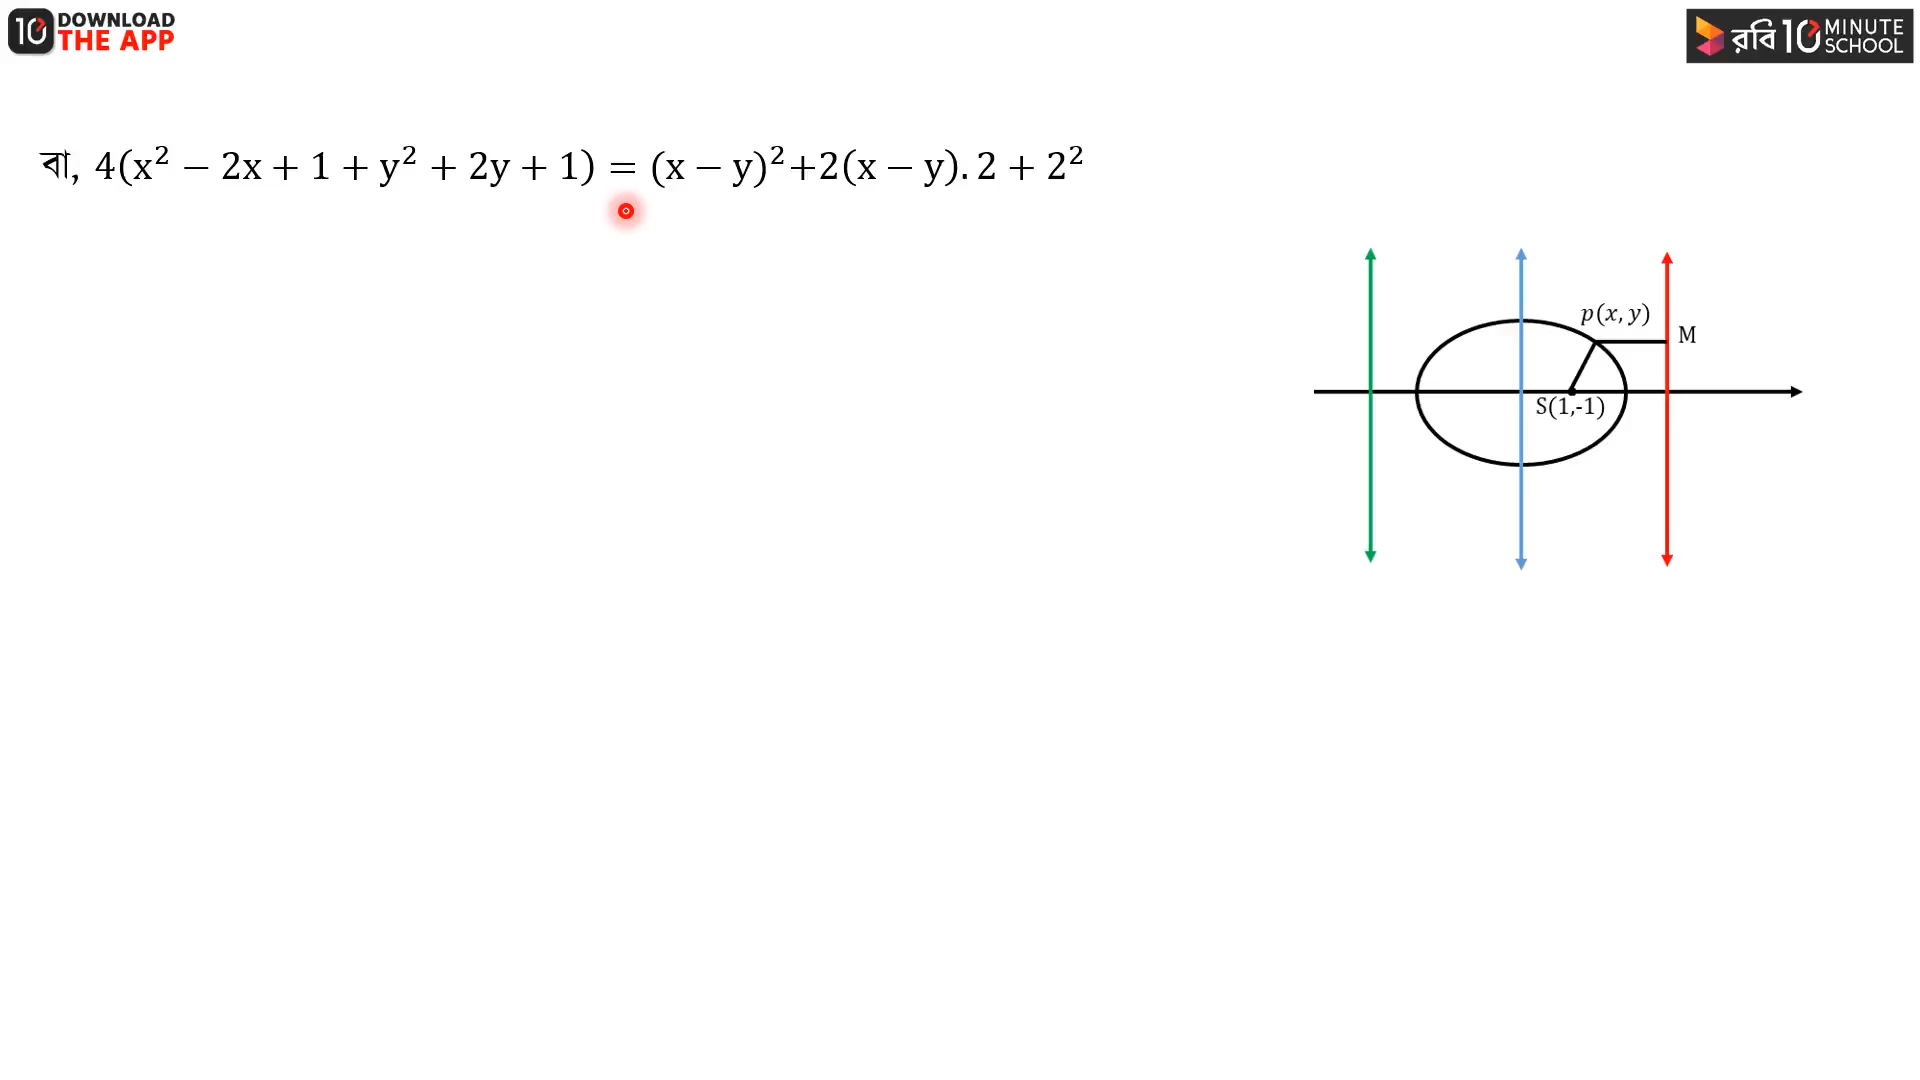 10 DOWNLOAD
THE APP
রবি 10 MINUTE
SCHOOL
বা, 4(x² − 2x + 1 + y² + 2y + 1) = (x − y)²+2(x − y). 2 + 2²
p(x, y)
M
S(1,-1)